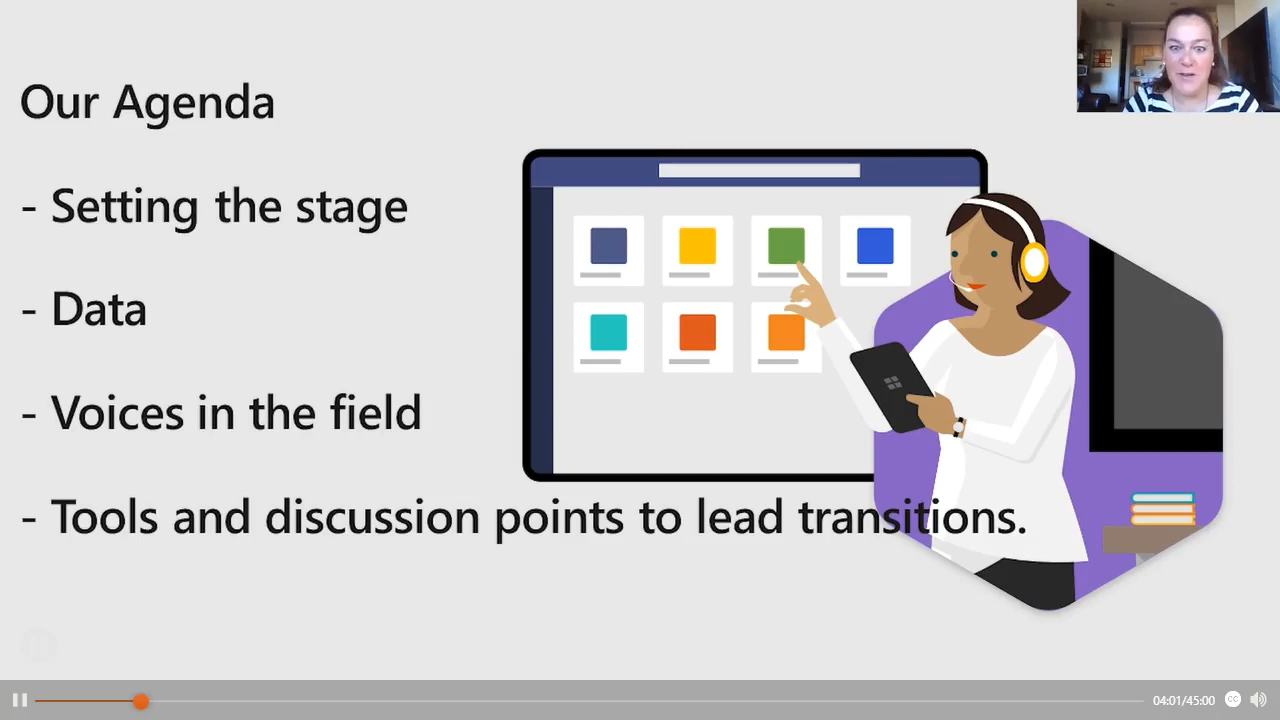 Our Agenda
- Setting the stage
- Data
- Voices in the field
- Tools and discussion points to lead transitions.
04:01/45:00
CC